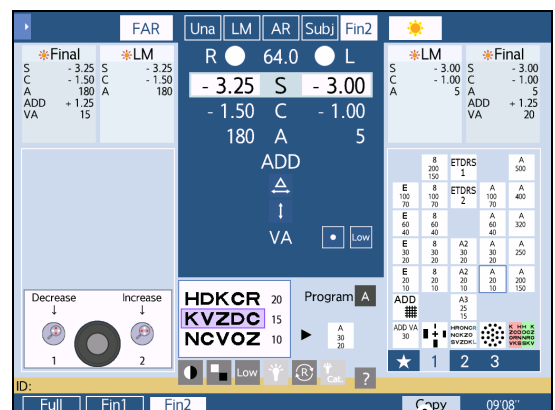 FAR
Una LM AR Subj Fin2
Final
S - 3.25
C - 1.50
A 180
ADD + 1.25
VA 15
LM
S - 3.25
C - 1.50
A 180
R 64.0 L
- 3.25 S - 3.00
- 1.50 C - 1.00
180 A 5
ADD
VA
Low
LM
S - 3.00
C - 1.00
A 5
Final
S - 3.00
C - 1.00
A 5
ADD + 1.25
VA 20
8 200 150
ETDRS 1
A 500
E 100 70
8 100 70
ETDRS 2
A 100 70
A 400
E 60 40
8 60 40
A 60 40
A 320
E 30 20
8 30 20
A2 30 20
A 30 20
A 250
E 20 10
8 20 10
A2 20 10
A 20 10
A 200 150
ADD
A3 25 15
ADD VA 30
HRONCR
NCKZO
SVZDKL
1 2 3
Decrease Increase
1 2
HDKCR 20
KVZDC 15
NCVOZ 10
Program A
A
30
20
Low
R
Cat.
?
ID:
Full Fin1 Fin2 Copy 09'08''